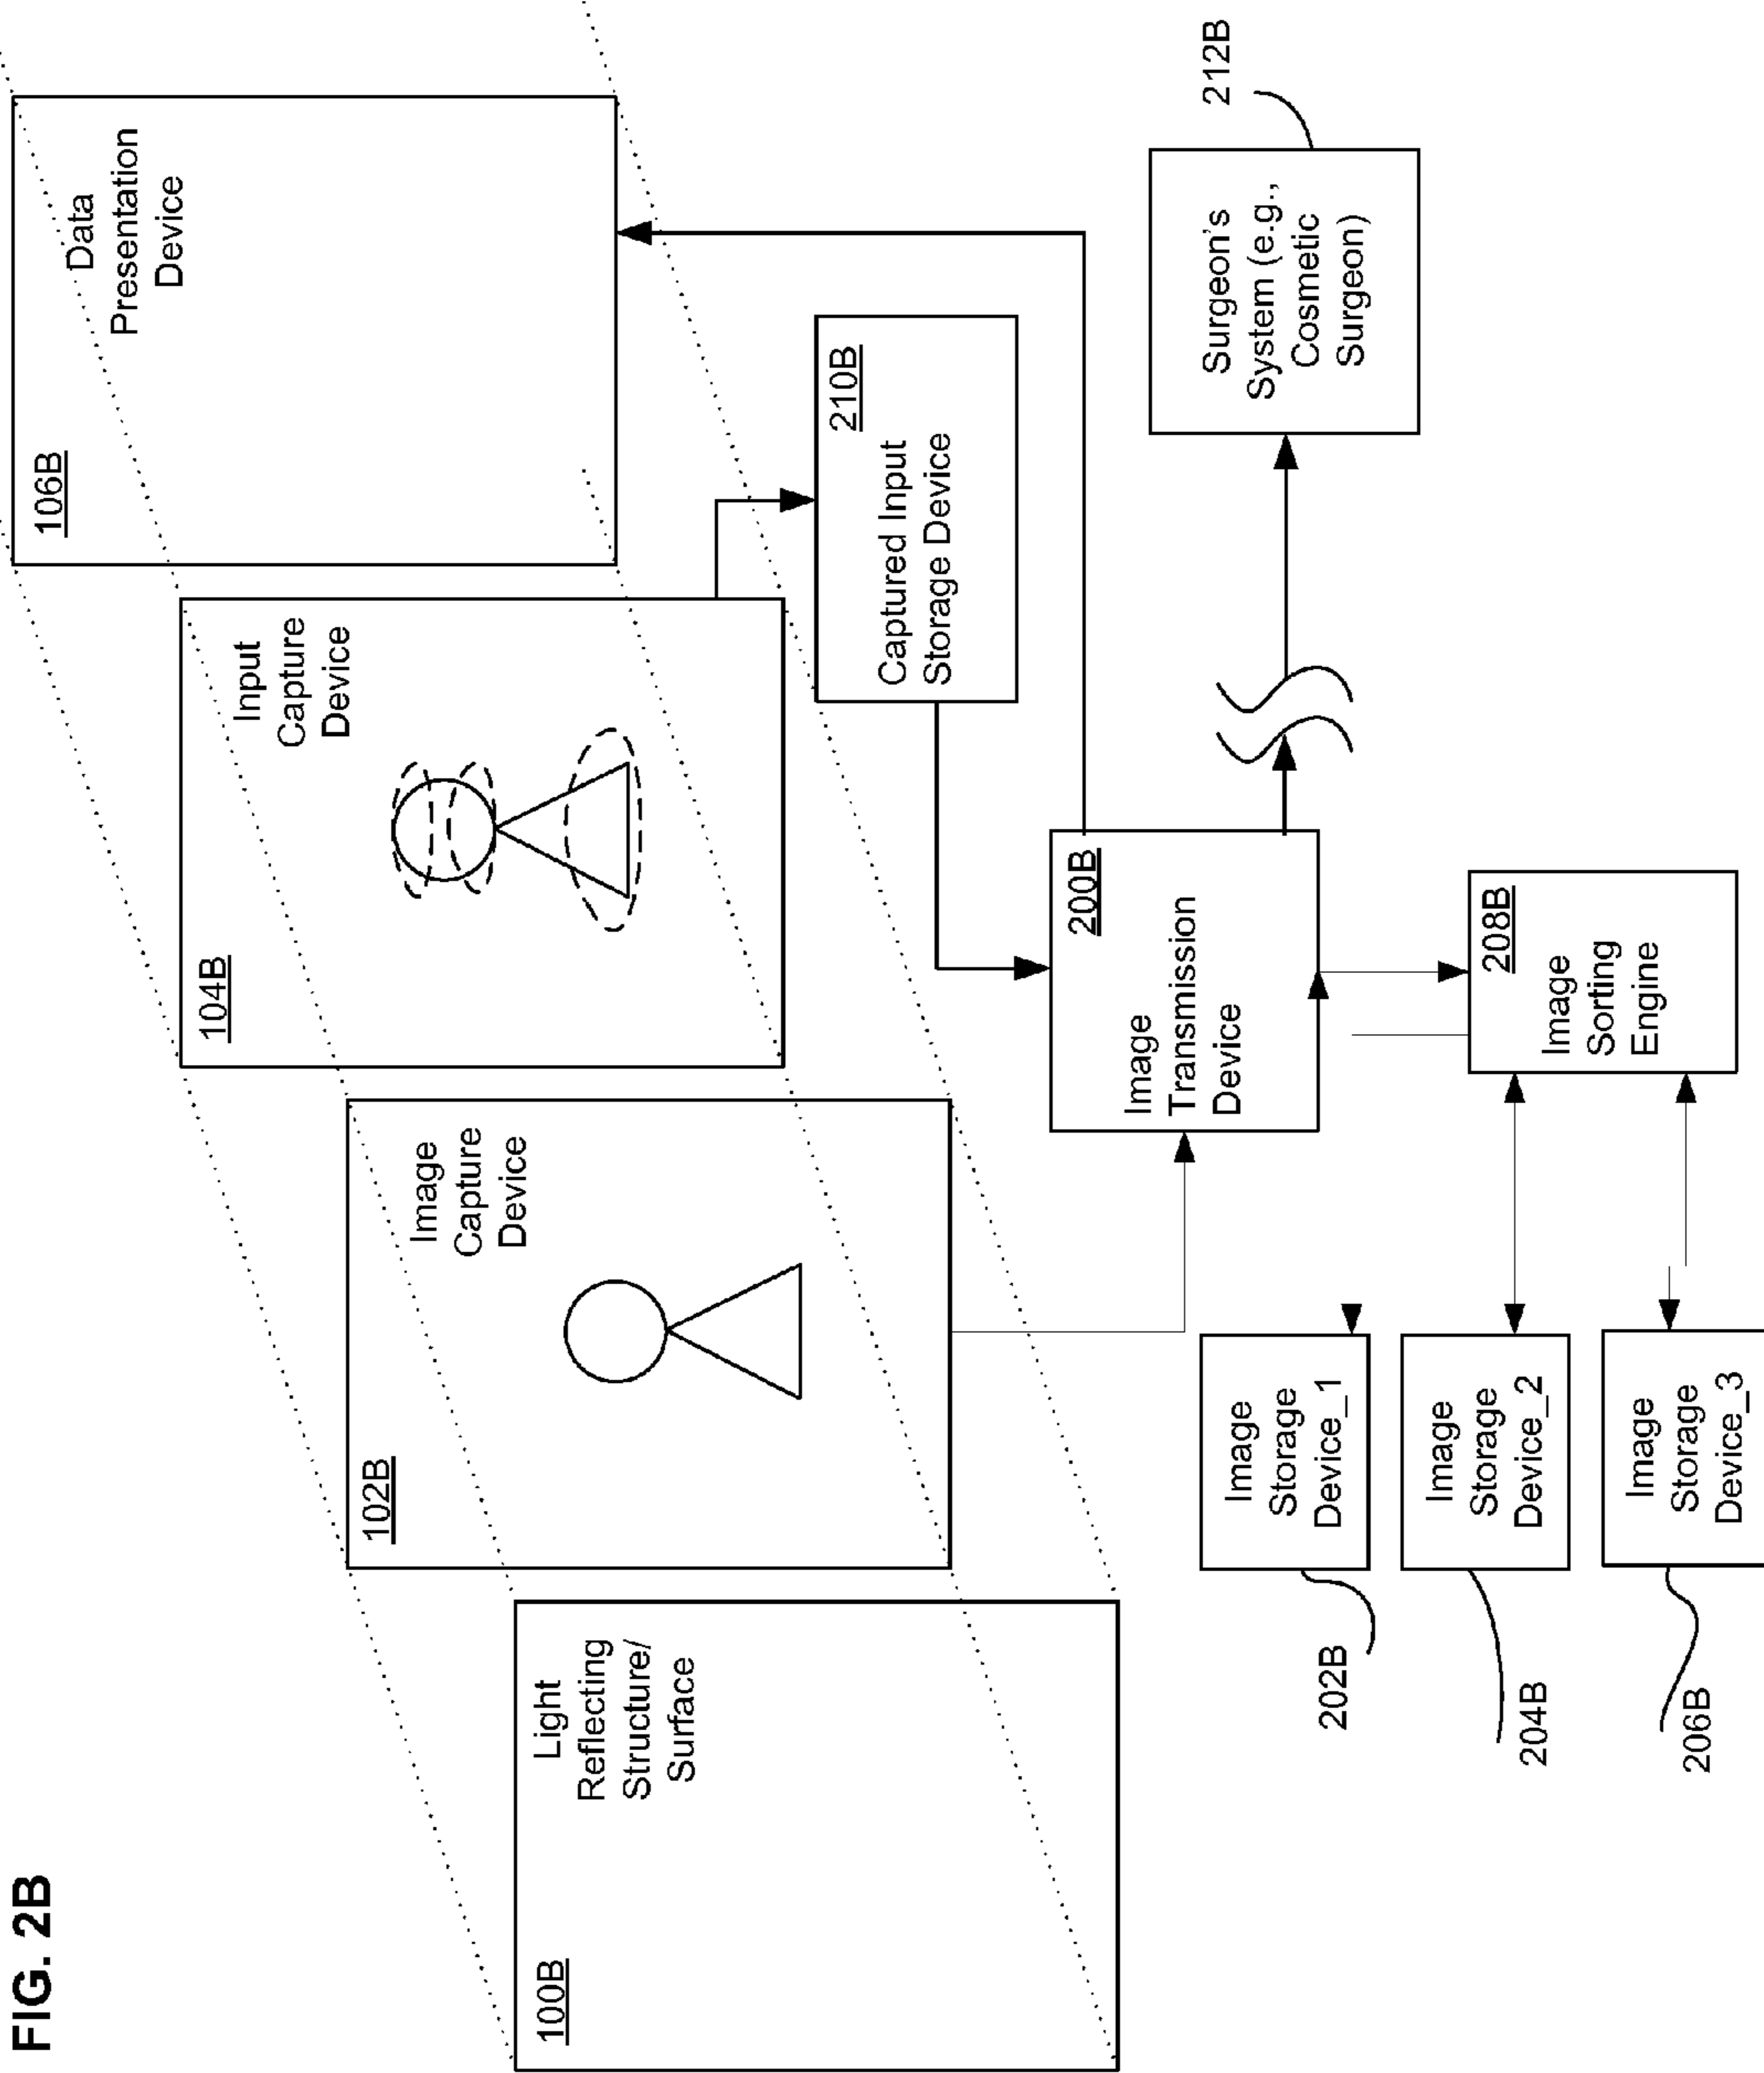 FIG. 2B
100B
Light
Reflecting
Structure/
Surface
102B
Image
Capture
Device
104B
Input
Capture
Device
106B
Data
Presentation
Device
210B
Captured Input
Storage Device
200B
Image
Transmission
Device
212B
Surgeon's
System (e.g.,
Cosmetic
Surgeon)
208B
Image
Sorting
Engine
Image
Storage
Device_1
202B
Image
Storage
Device_2
204B
Image
Storage
Device_3
206B